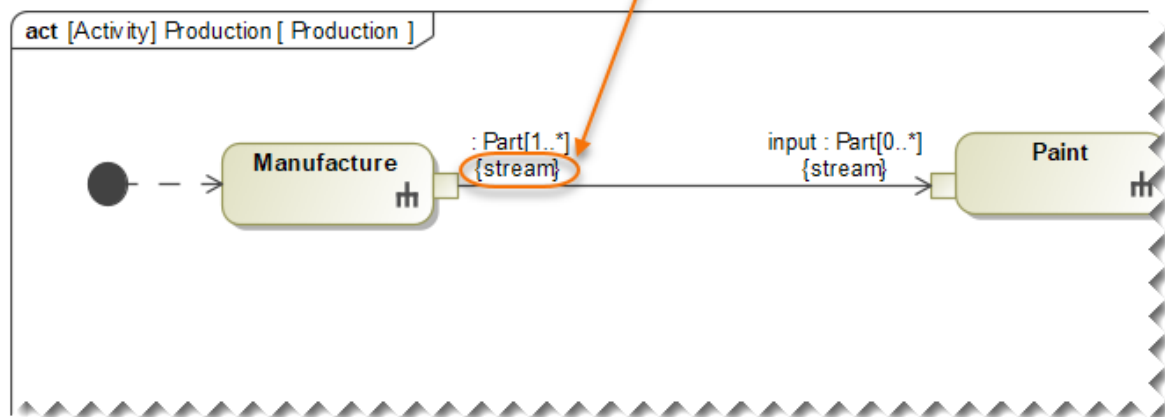 act [Activity] Production [ Production ]
: Part[1..*]
{stream}
input : Part[0..*]
{stream}
Manufacture
Paint